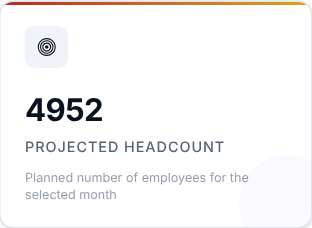 4952
PROJECTED HEADCOUNT
Planned number of employees for the
selected month